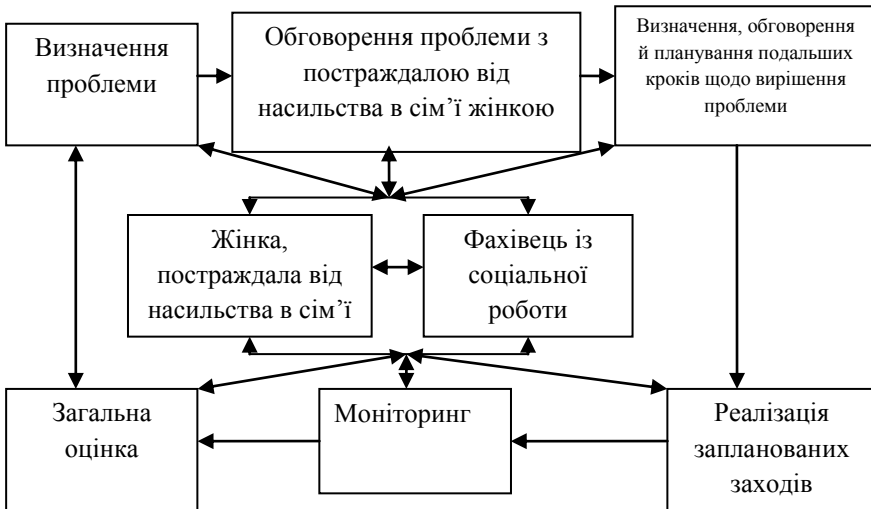 Визначення
проблеми
Обговорення проблеми з
постраждалою від
насильства в сім’ї жінкою
Визначення, обговорення
й планування подальших
кроків щодо вирішення
проблеми
Жінка,
постраждала від
насильства в сім’ї
Фахівець із
соціальної
роботи
Загальна
оцінка
Моніторинг
Реалізація
запланованих
заходів